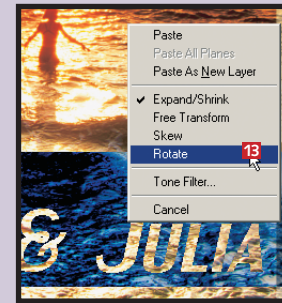 Paste
Paste All Planes
Paste As New Layer
✔ Expand/Shrink
Free Transform
Skew
Rotate 13
Tone Filter...
Cancel
& JULIA